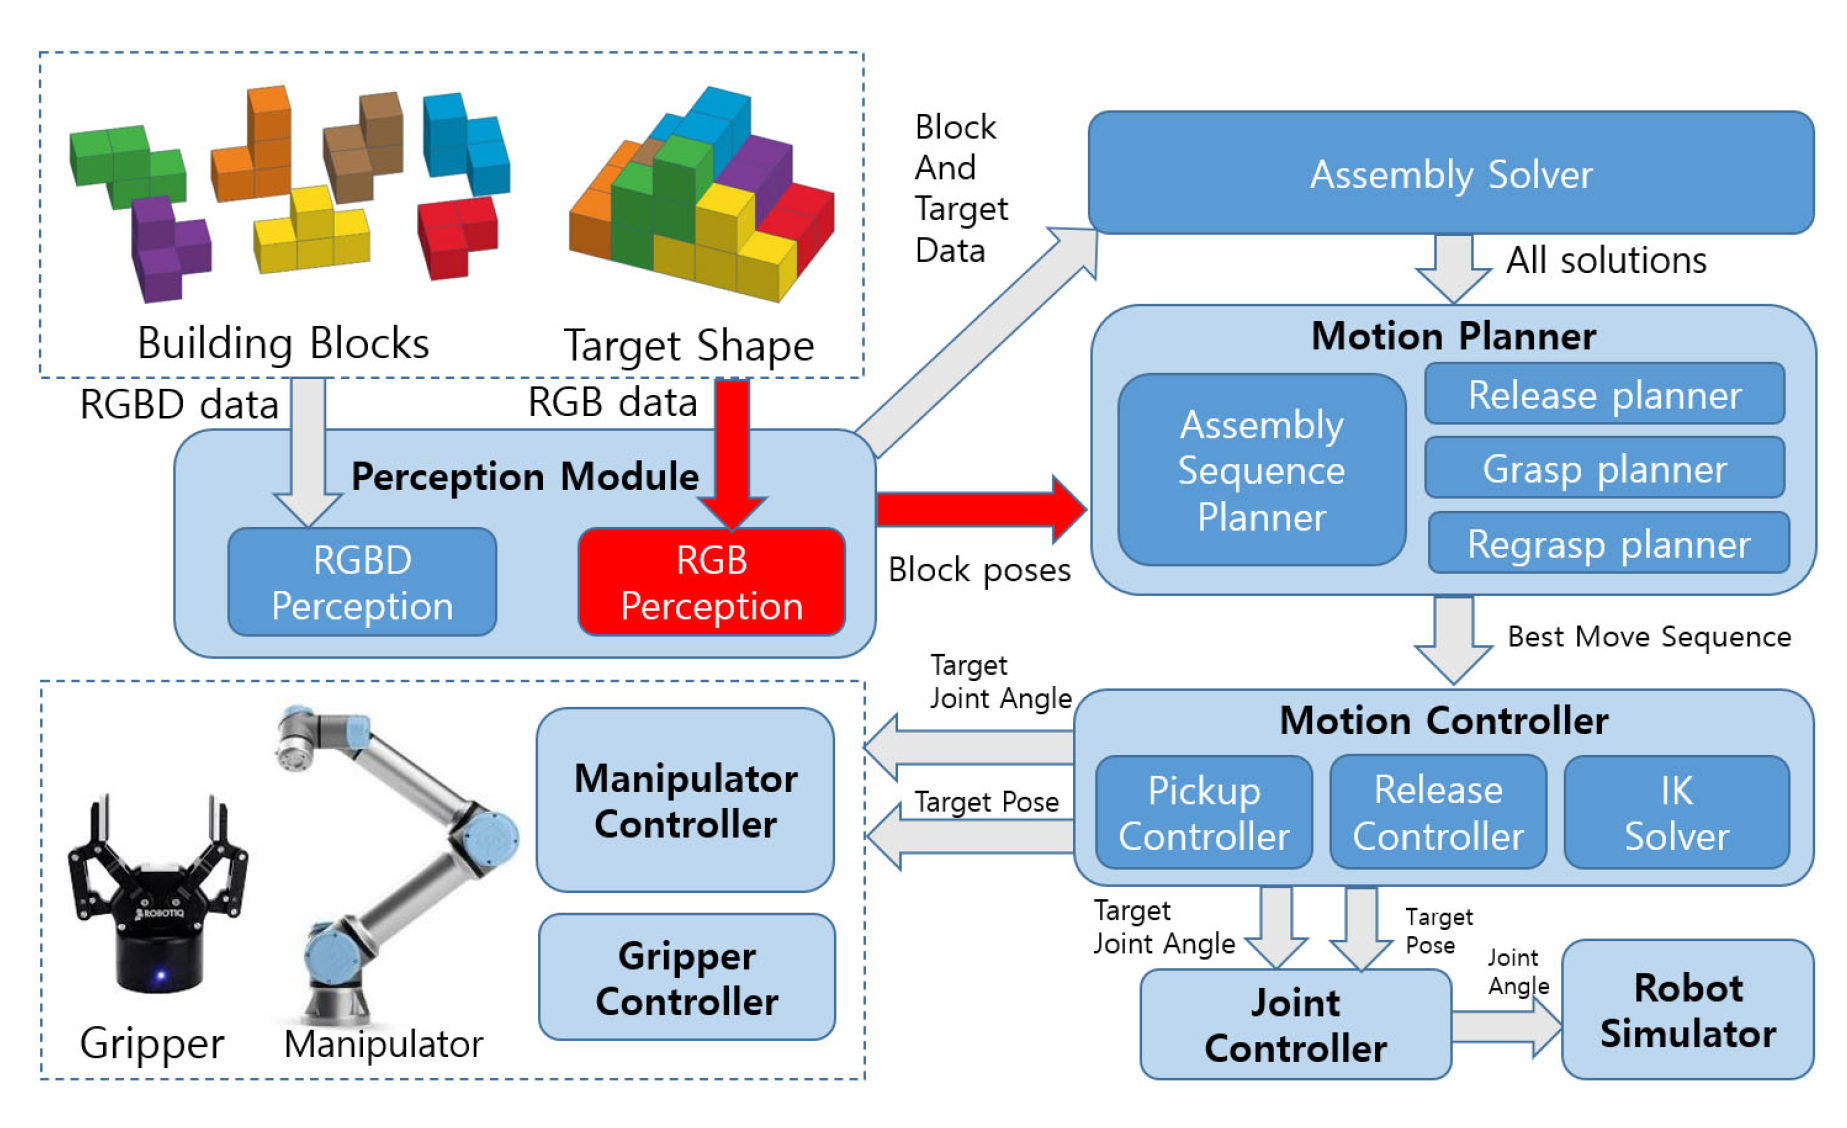 Building Blocks
Target Shape
RGBD data
RGB data
Block
And
Target
Data
Assembly Solver
All solutions
Perception Module
RGBD
Perception
RGB
Perception
Block poses
Motion Planner
Assembly
Sequence
Planner
Release planner
Grasp planner
Regrasp planner
Best Move Sequence
Target
Joint Angle
Target Pose
Motion Controller
Pickup
Controller
Release
Controller
IK
Solver
Manipulator
Controller
Gripper
Controller
ROBOTIQ
Gripper
Manipulator
Target
Joint Angle
Target
Pose
Joint
Controller
Joint
Angle
Robot
Simulator